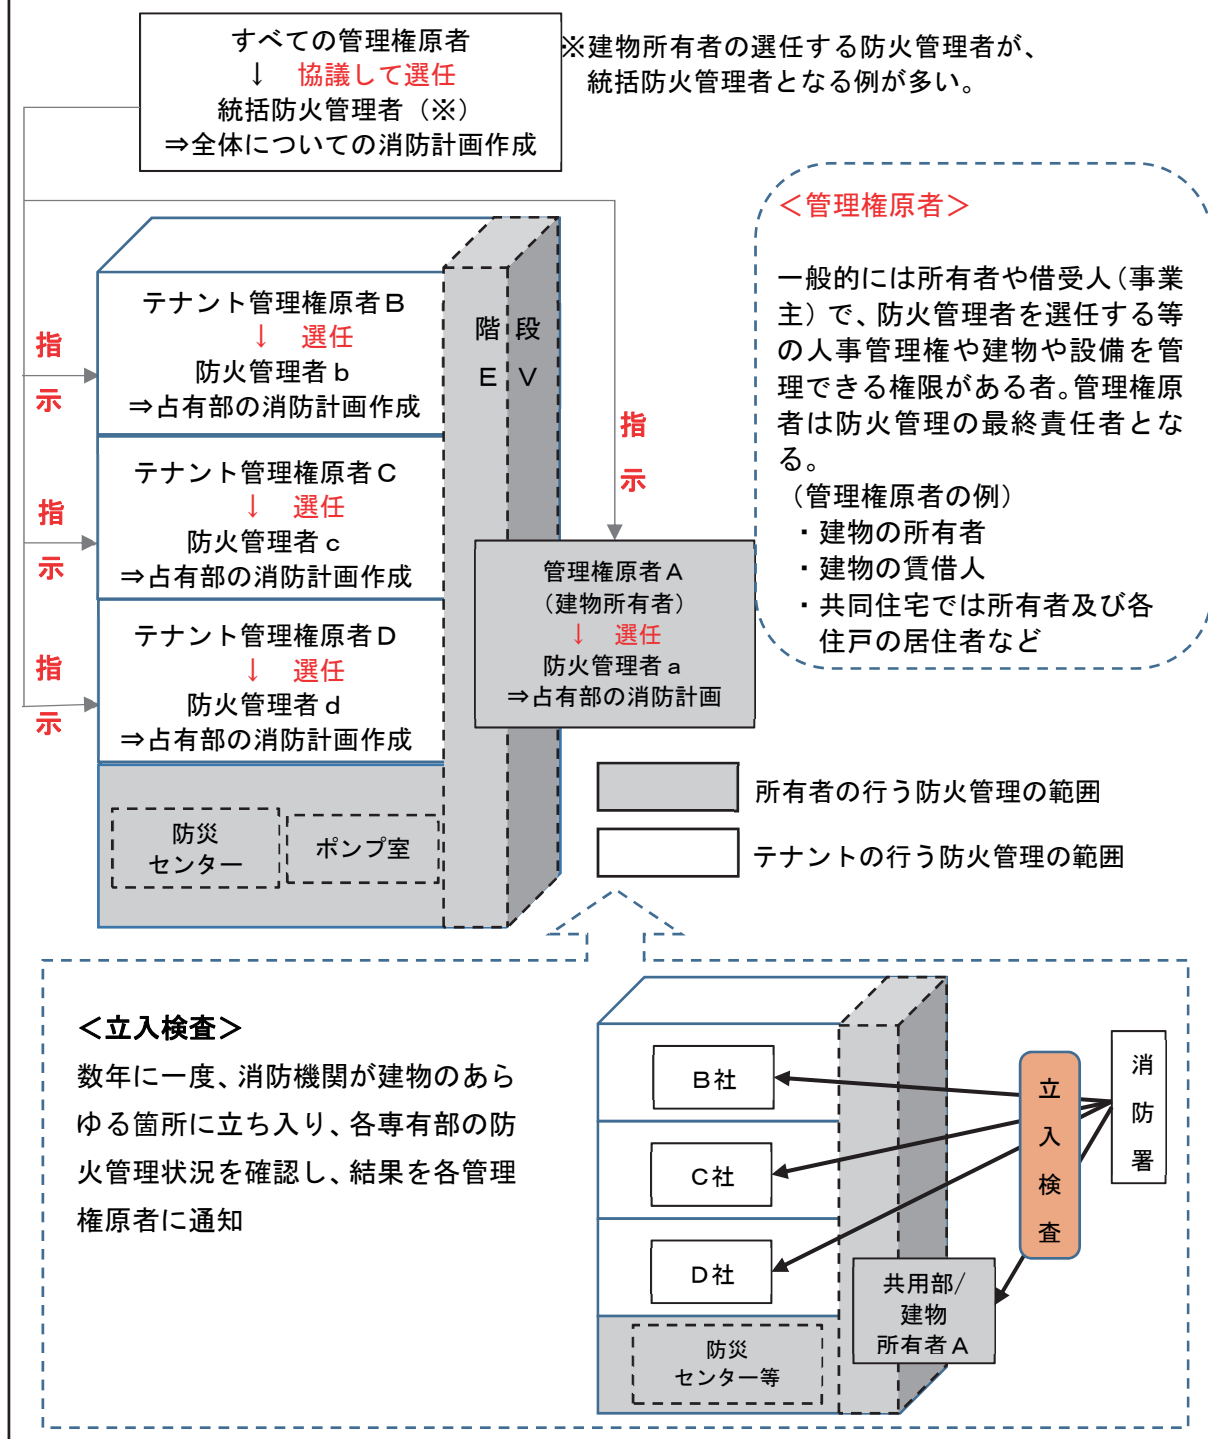 すべての管理権原者
↓ 協議して選任
統括防火管理者（※）
⇒全体についての消防計画作成
※建物所有者の選任する防火管理者が、
統括防火管理者となる例が多い。
＜管理権原者＞
一般的には所有者や借受人（事業
主）で、防火管理者を選任する等
の人事管理権や建物や設備を管
理できる権限がある者。管理権原
者は防火管理の最終責任者とな
る。
（管理権原者の例）
・建物の所有者
・建物の賃借人
・共同住宅では所有者及び各
住戸の居住者など
テナント管理権原者Ｂ
↓ 選任
防火管理者ｂ
⇒占有部の消防計画作成
指
示
テナント管理権原者Ｃ
↓ 選任
防火管理者ｃ
⇒占有部の消防計画作成
指
示
テナント管理権原者Ｄ
↓ 選任
防火管理者ｄ
⇒占有部の消防計画作成
指
示
階段
ＥＶ
指
示
管理権原者Ａ
（建物所有者）
↓ 選任
防火管理者ａ
⇒占有部の消防計画
防災
センター
ポンプ室
所有者の行う防火管理の範囲
テナントの行う防火管理の範囲
＜立入検査＞
数年に一度、消防機関が建物のあら
ゆる箇所に立ち入り、各専有部の防
火管理状況を確認し、結果を各管理
権原者に通知
Ｂ社
Ｃ社
Ｄ社
防災
センター等
共用部/
建物
所有者Ａ
立入検査
消防署